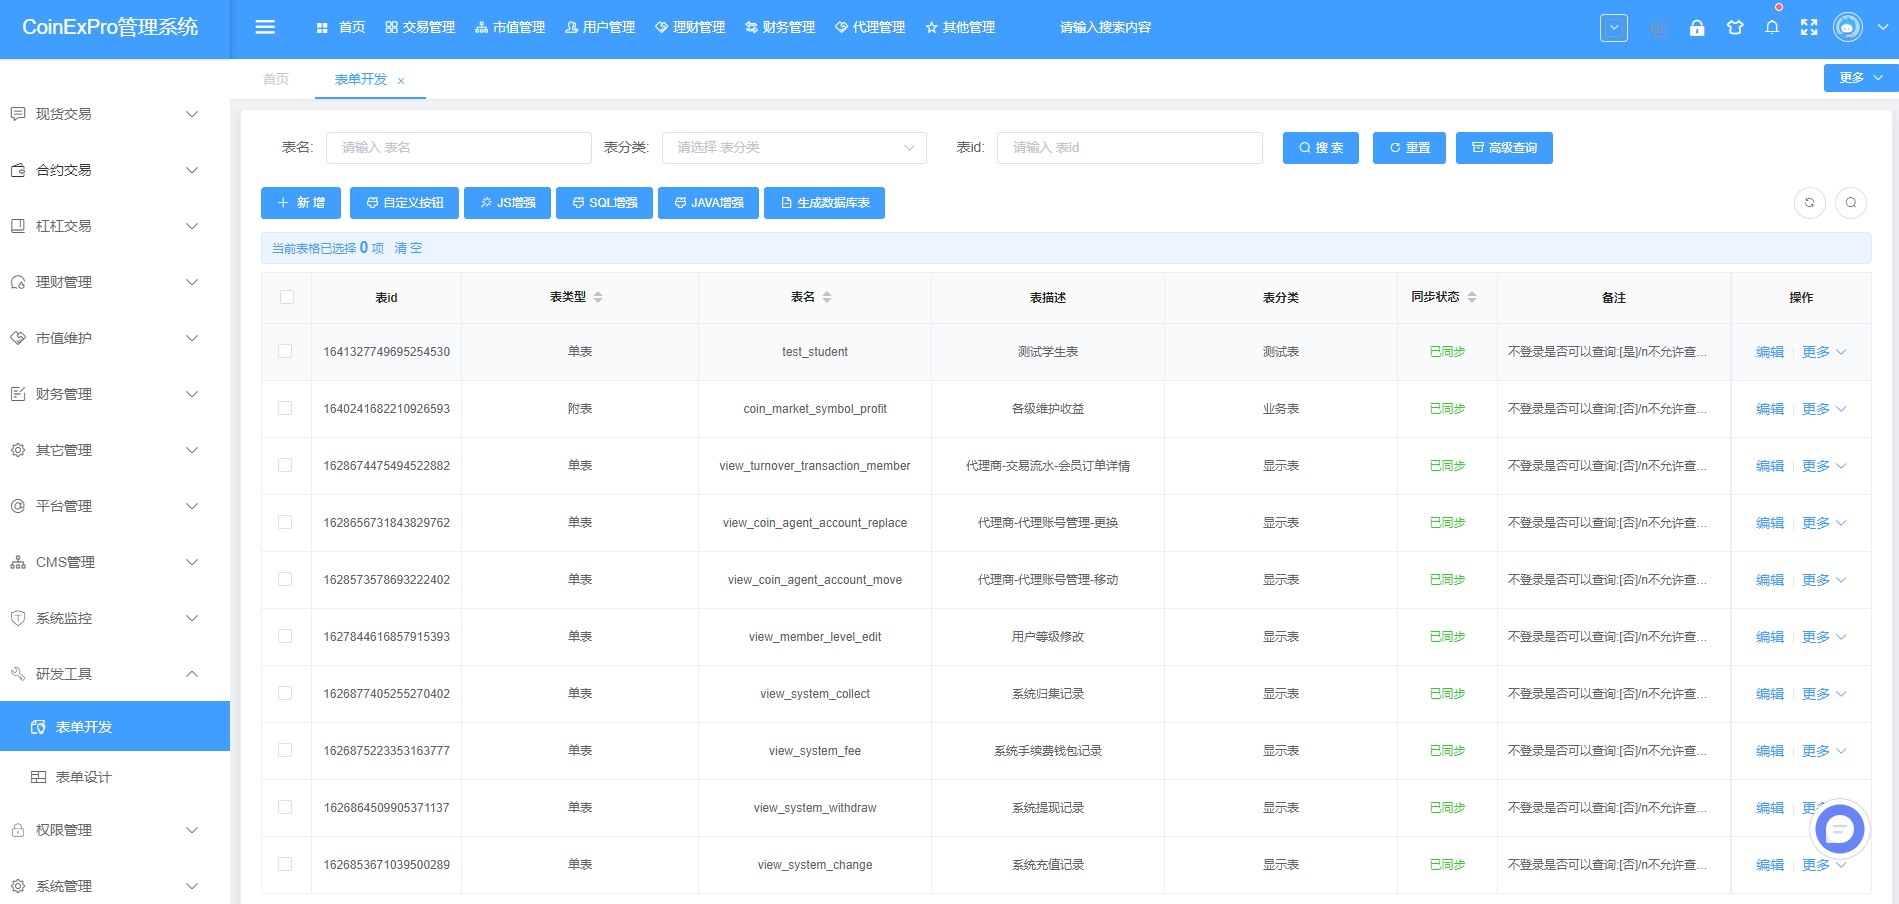 CoinExPro管理系统
首页 交易管理 市值管理 用户管理 理财管理 财务管理 代理管理 其他管理 请输入搜索内容
首页 表单开发 更多
现货交易
合约交易
杠杠交易
理财管理
市值维护
财务管理
其它管理
平台管理
CMS管理
系统监控
研发工具
表单开发
表单设计
权限管理
系统管理
表名: 请输入 表名 表分类: 请选择 表分类 表id: 请输入 表id 搜 索 重置 高级查询
新 增 自定义按钮 JS增强 SQL增强 JAVA增强 生成数据库表
当前表格已选择 0 项 清 空
表id 表类型 表名 表描述 表分类 同步状态 备注 操作
1641327749695254530 单表 test_student 测试学生表 测试表 已同步 不登录是否可以查询:[是]/n不允许查... 编辑 更多
1640241682210926593 附表 coin_market_symbol_profit 各级维护收益 业务表 已同步 不登录是否可以查询:[否]/n不允许查... 编辑 更多
1628674475494522882 单表 view_turnover_transaction_member 代理商-交易流水-会员订单详情 显示表 已同步 不登录是否可以查询:[否]/n不允许查... 编辑 更多
1628656731843829762 单表 view_coin_agent_account_replace 代理商-代理账号管理-更换 显示表 已同步 不登录是否可以查询:[否]/n不允许查... 编辑 更多
1628573578693222402 单表 view_coin_agent_account_move 代理商-代理账号管理-移动 显示表 已同步 不登录是否可以查询:[否]/n不允许查... 编辑 更多
1627844616857915393 单表 view_member_level_edit 用户等级修改 显示表 已同步 不登录是否可以查询:[否]/n不允许查... 编辑 更多
1626877405255270402 单表 view_system_collect 系统归集记录 显示表 已同步 不登录是否可以查询:[否]/n不允许查... 编辑 更多
1626875223353163777 单表 view_system_fee 系统手续费钱包记录 显示表 已同步 不登录是否可以查询:[否]/n不允许查... 编辑 更多
1626864509905371137 单表 view_system_withdraw 系统提现记录 显示表 已同步 不登录是否可以查询:[否]/n不允许查... 编辑 更
1626853671039500289 单表 view_system_change 系统充值记录 显示表 已同步 不登录是否可以查询:[否]/n不允许查... 编辑 更多